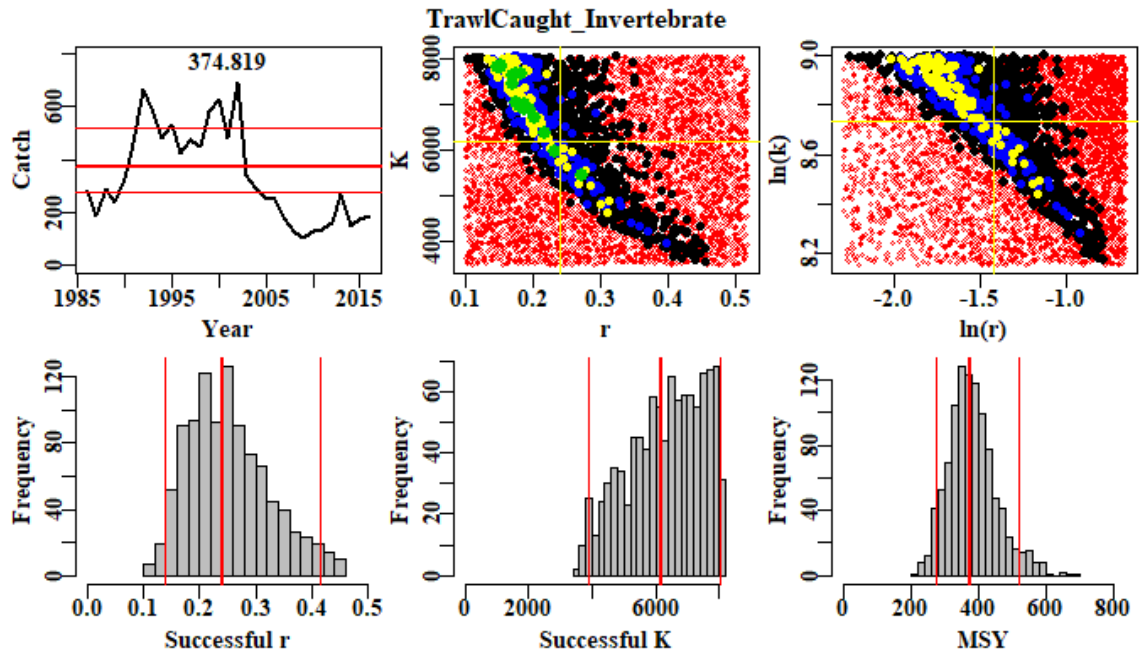 TrawlCaught_Invertebrate
374.819
Catch
0 200 600
1985 1995 2005 2015
Year
K
4000 6000 8000
0.1 0.2 0.3 0.4 0.5
r
ln(k)
8.2 8.6 9.0
-2.0 -1.5 -1.0
ln(r)
Frequency
0 40 80 120
0.0 0.1 0.2 0.3 0.4 0.5
Successful r
Frequency
0 20 40 60
0 2000 6000
Successful K
Frequency
0 40 80 120
0 200 400 600 800
MSY